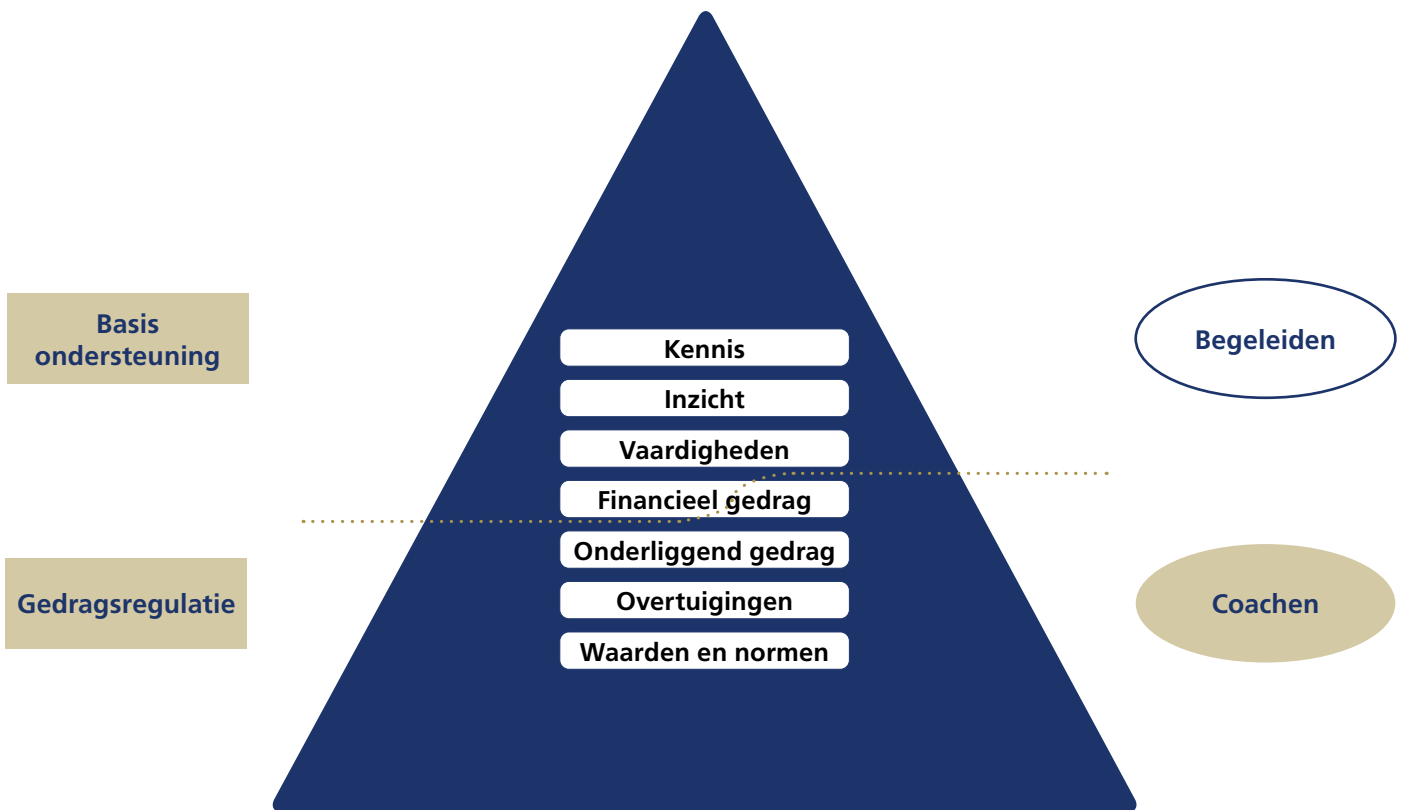 Basis
ondersteuning
Gedragsregulatie
Kennis
Inzicht
Vaardigheden
Financieel gedrag
Onderliggend gedrag
Overtuigingen
Waarden en normen
Begeleiden
Coachen